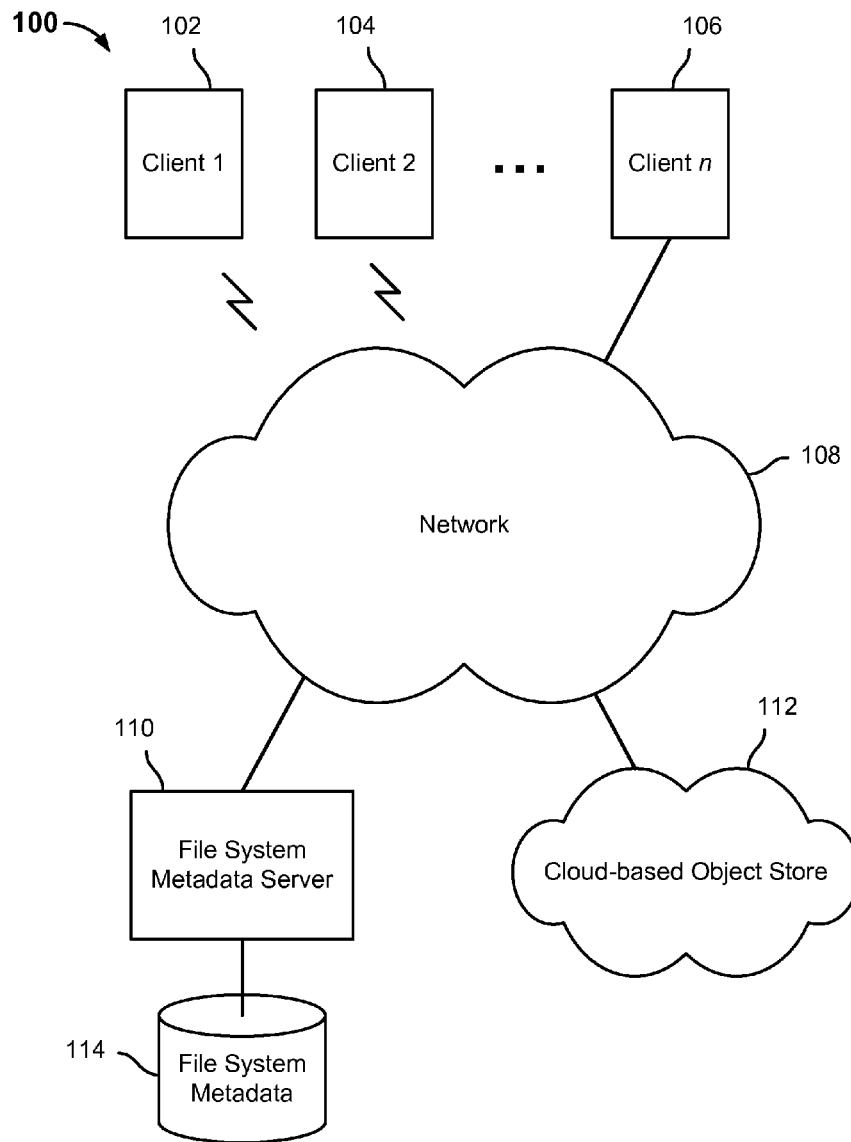 100
102
104
106
Client 1
Client 2
...
Client n
108
Network
110
112
File System
Metadata Server
Cloud-based Object Store
114
File System
Metadata